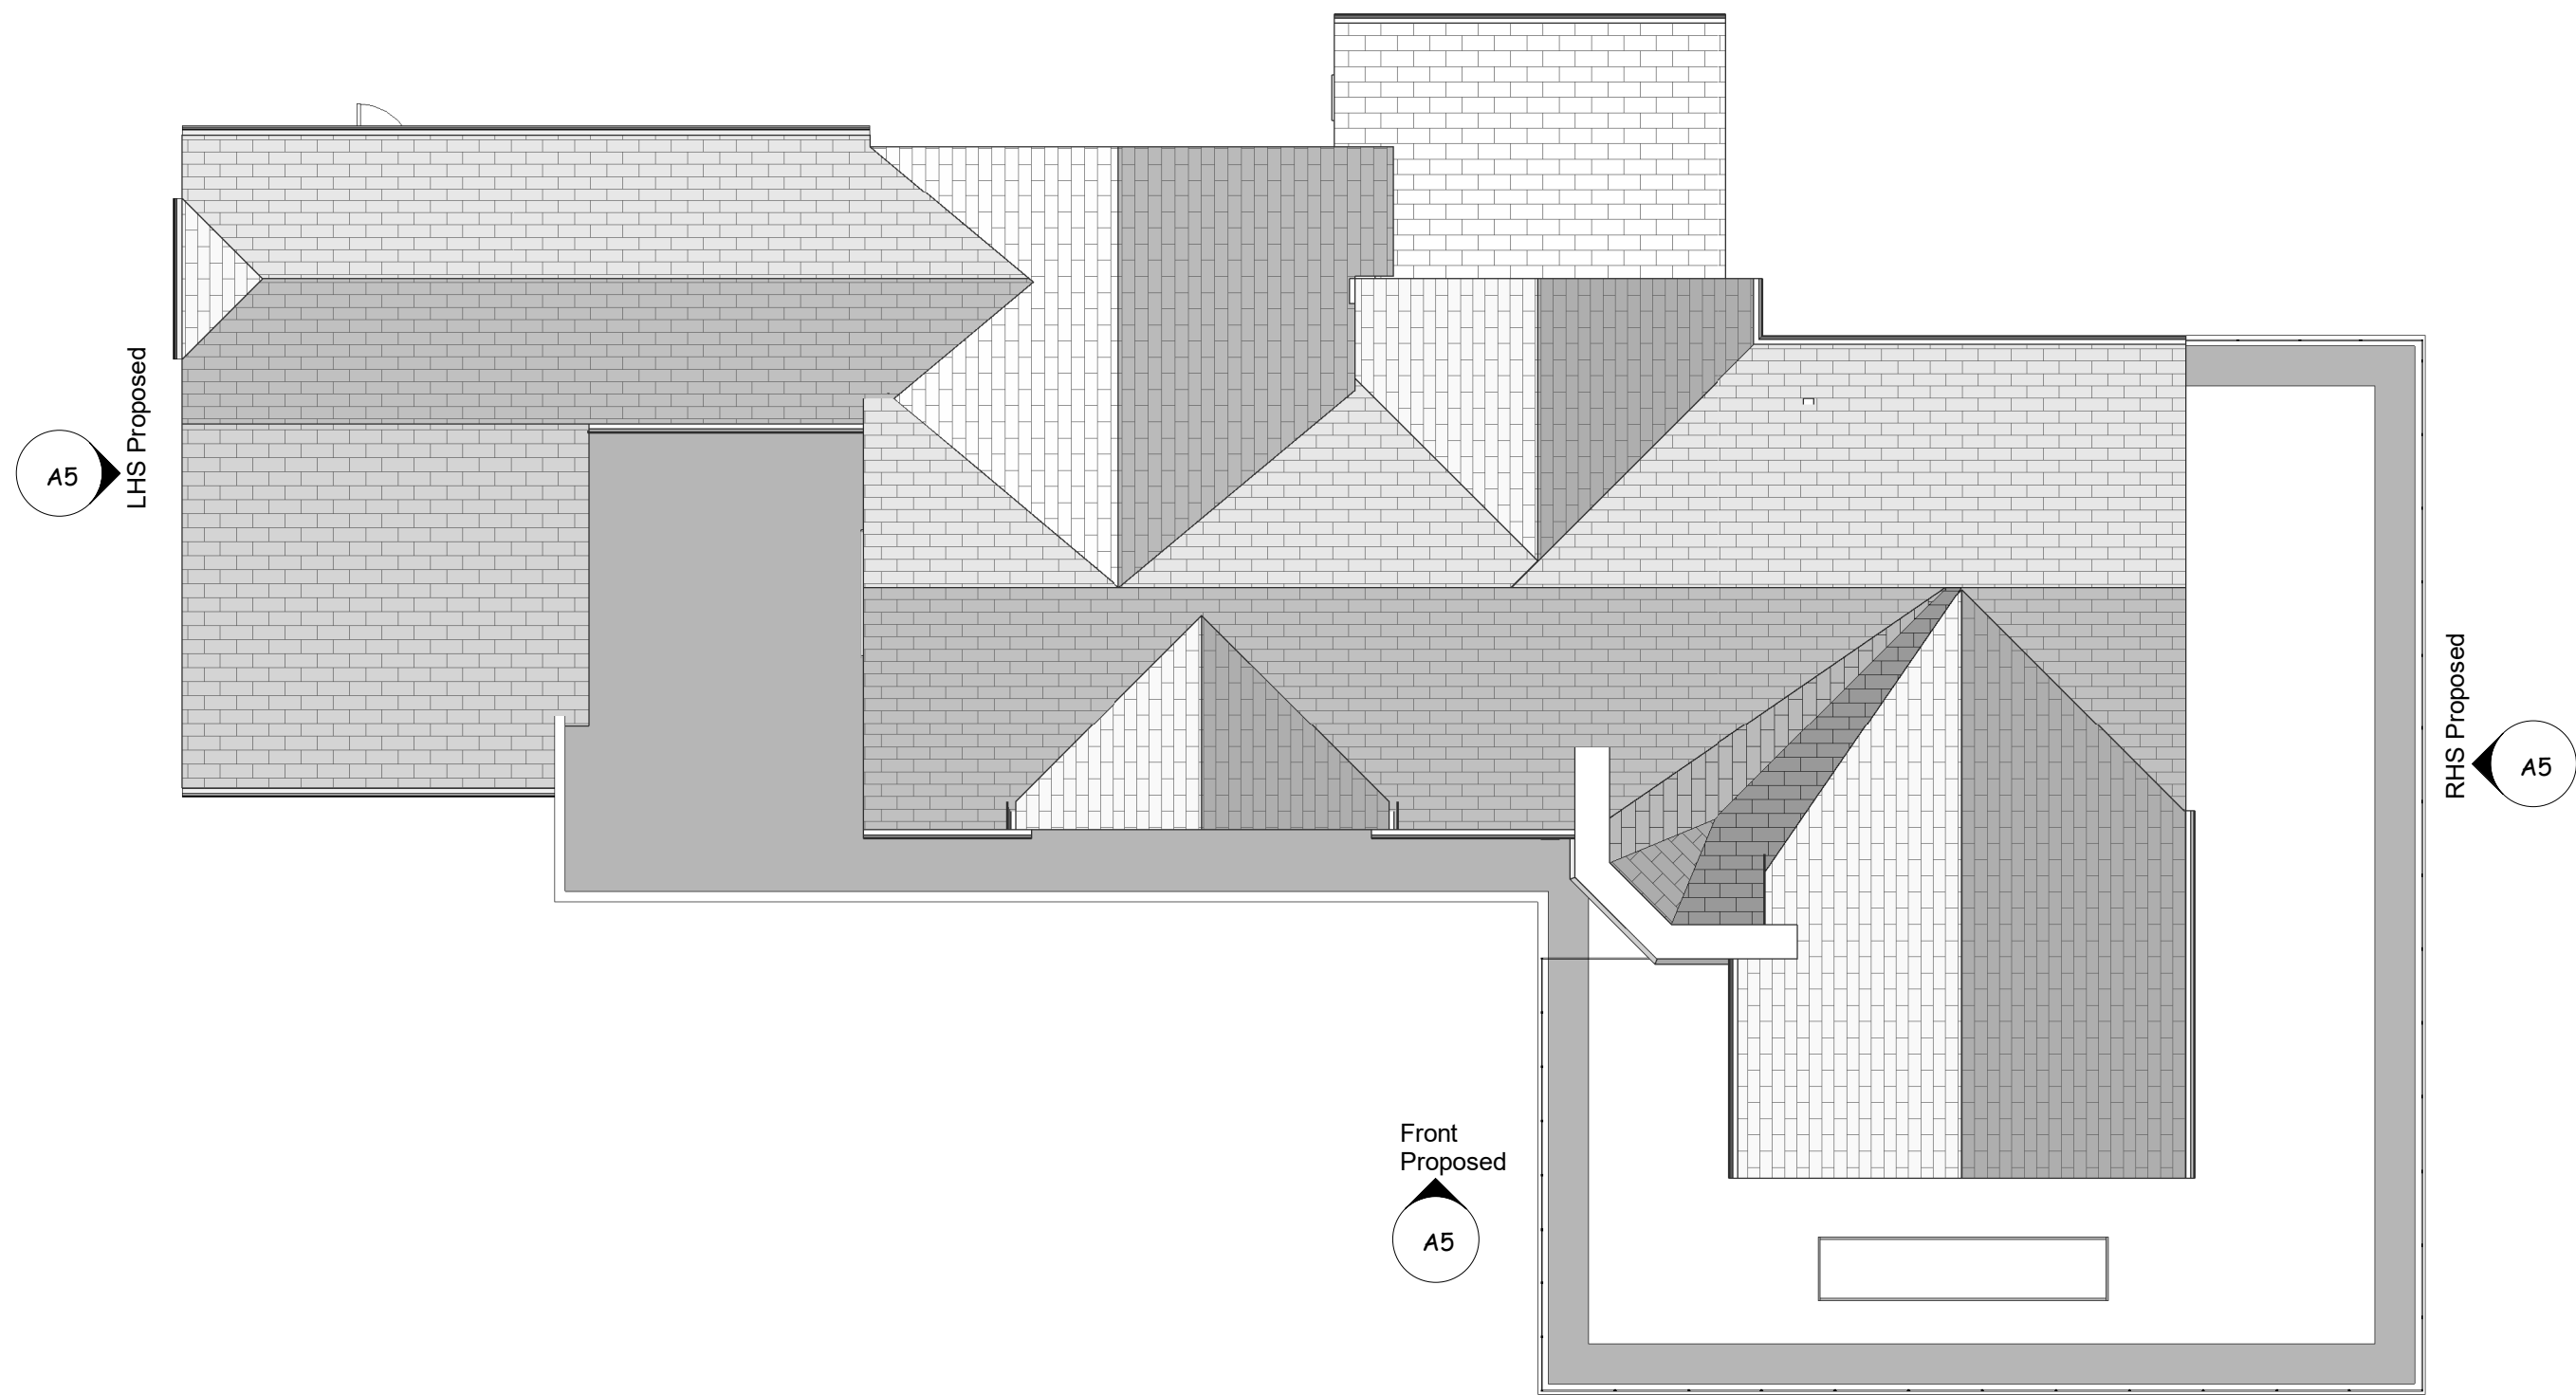 LHS Proposed
A5
RHS Proposed
A5
Front
Proposed
A5